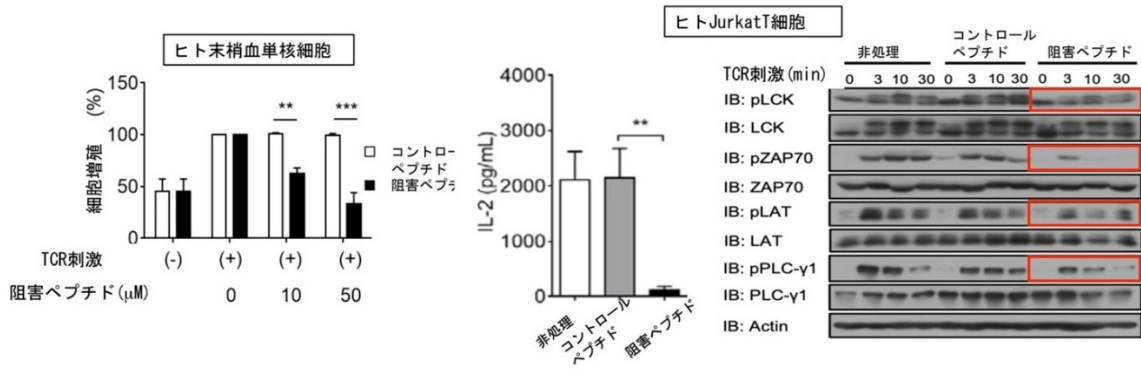 ヒト末梢血単核細胞
細胞増殖 (%)
150
100
50
0
**
***
コントロー
ペプチド
阻害ペプチ
TCR刺激 (-) (+) (+) (+)
阻害ペプチド(μM) 0 10 50
IL-2 (pg/mL)
4000
3000
2000
1000
0
**
非処理
コントロール
ペプチド
阻害ペプチド
ヒトJurkatT細胞
非処理
コントロール
ペプチド
阻害ペプチド
TCR刺激(min) 0 3 10 30 0 3 10 30 0 3 10 30
IB: pLCK
IB: LCK
IB: pZAP70
IB: ZAP70
IB: pLAT
IB: LAT
IB: pPLC-γ1
IB: PLC-γ1
IB: Actin